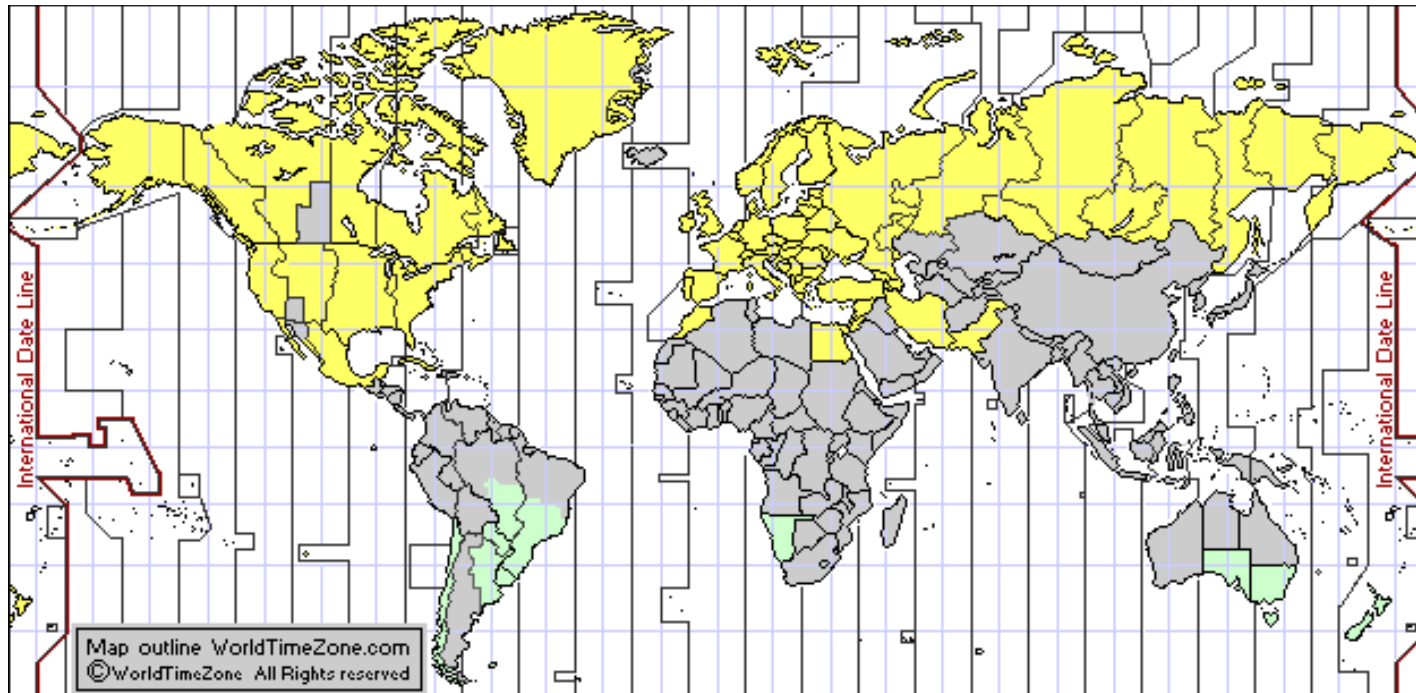 International Date Line
International Date Line
Map outline WorldTimeZone.com
©WorldTimeZone All Rights reserved